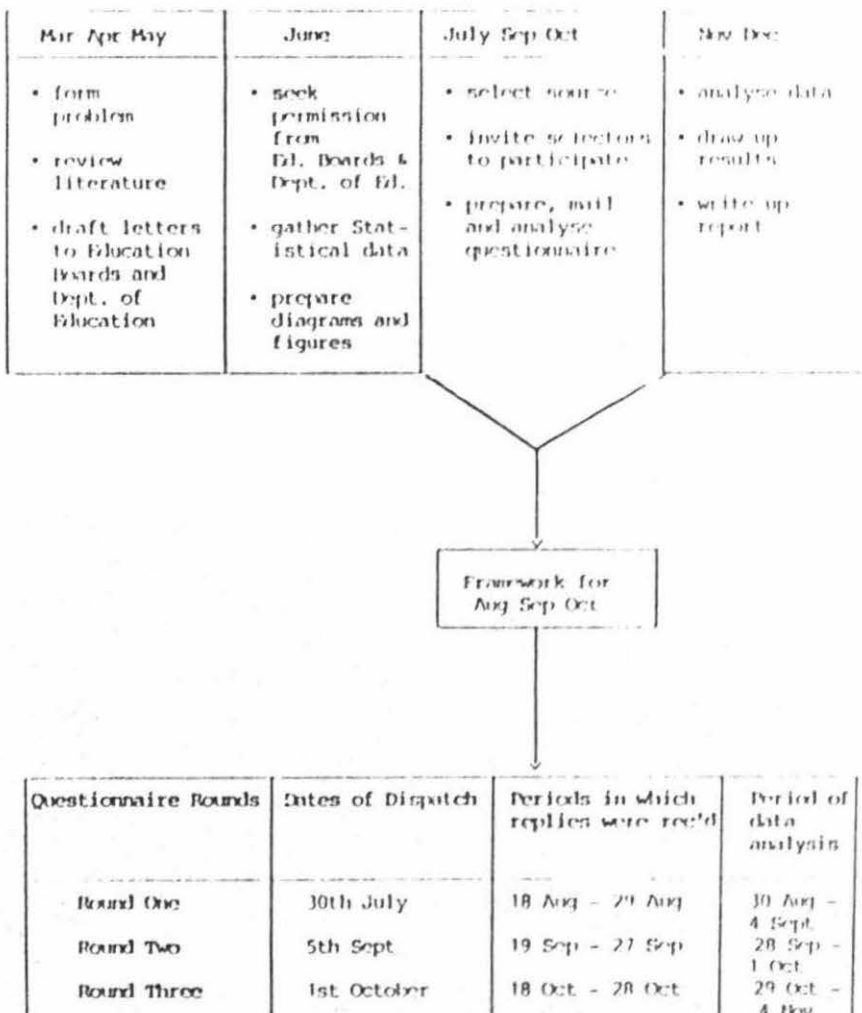 Mar Apr May
• form
problem
• review
literature
• draft letters
to Education
Boards and
Dept. of
Education
June
• seek
permission
from
Ed. Boards &
Dept. of Ed.
• gather Stat-
istical data
• prepare
diagrams and
figures
July Sep Oct
• select source
• invite selectors
to participate
• prepare, mail
and analyse
questionnaire
Nov Dec
• analyse data
• draw up
results
• write up
report
Framework for
Aug Sep Oct
Questionnaire Rounds
Dates of Dispatch
Periods in which
replies were rec'd
Period of
data
analysis
Round One
30th July
18 Aug - 29 Aug
30 Aug -
4 Sept
Round Two
5th Sept
19 Sep - 27 Sep
28 Sep -
1 Oct
Round Three
1st October
18 Oct - 28 Oct
29 Oct -
4 Nov